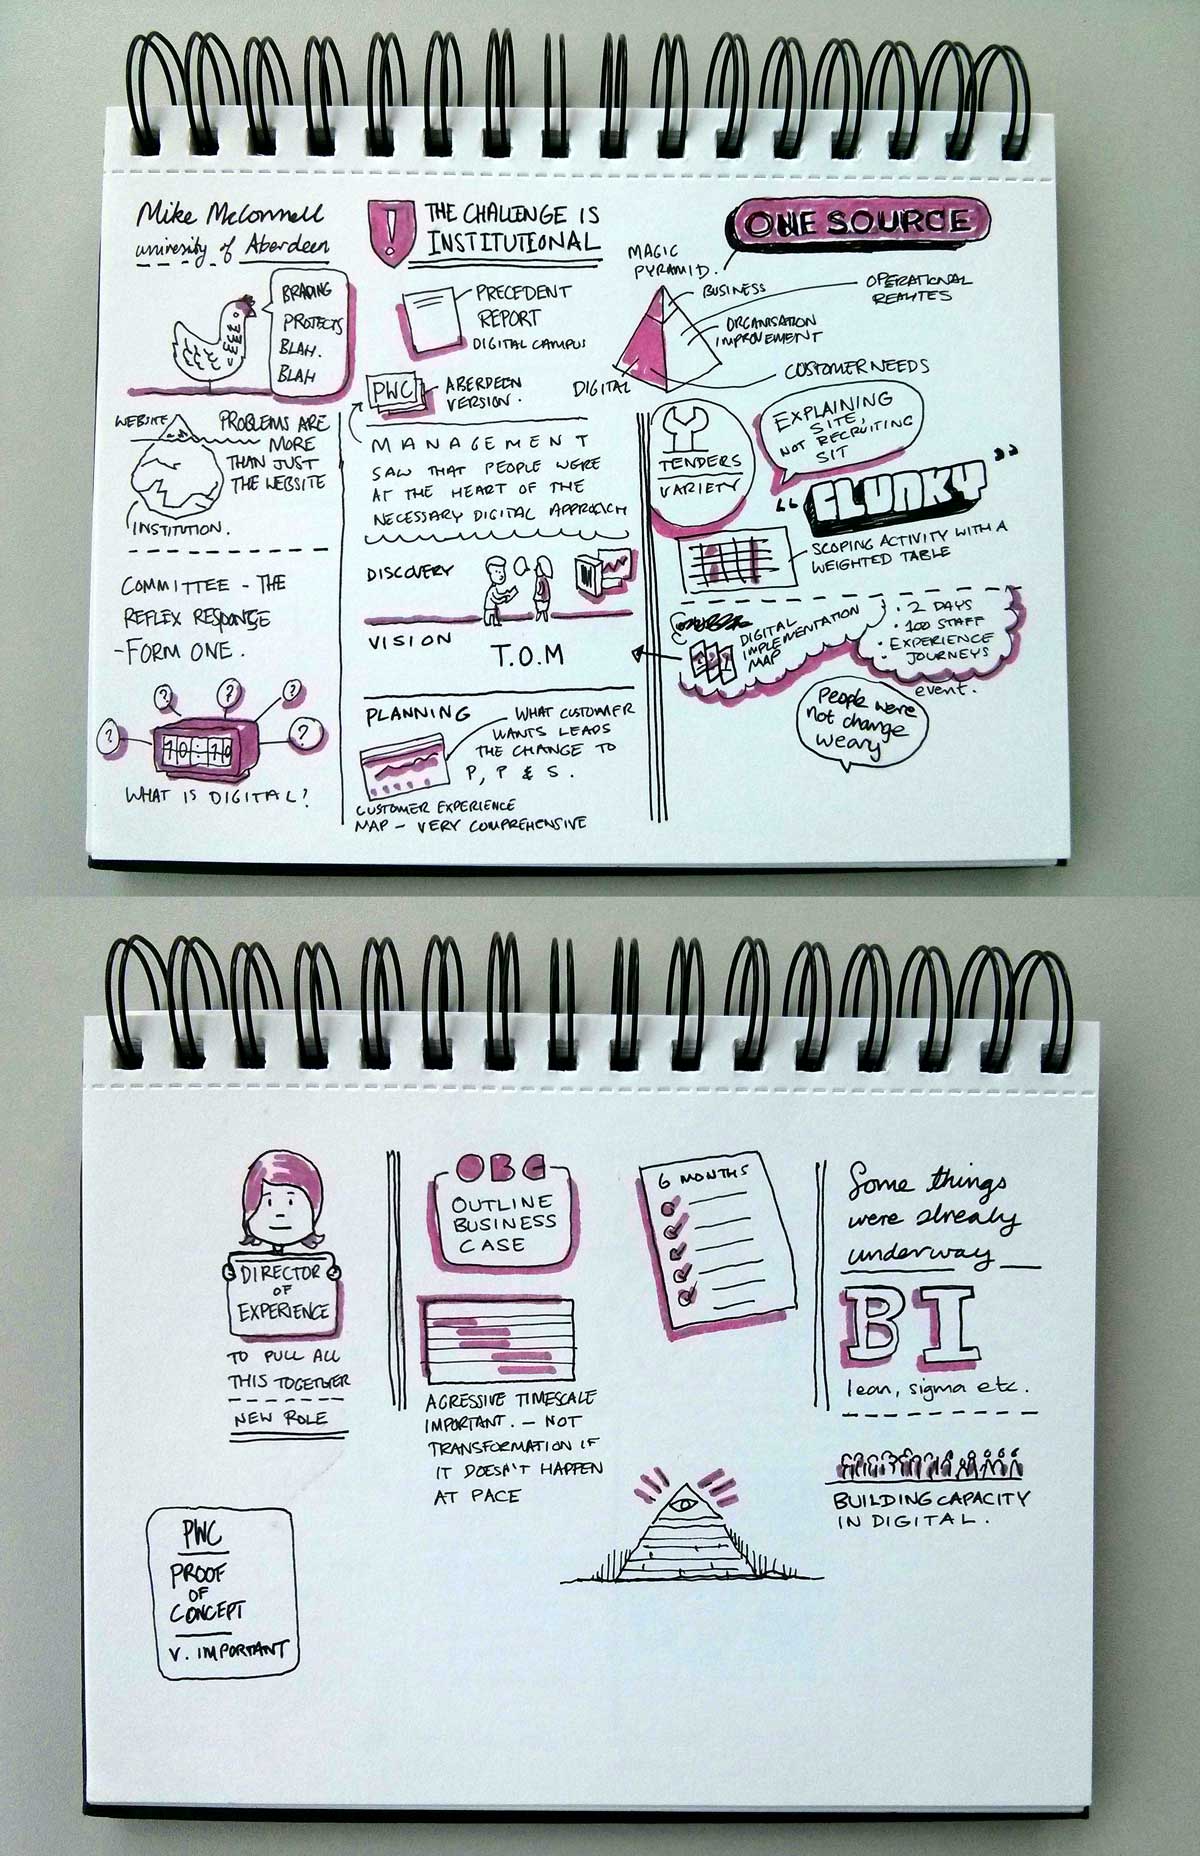 Mike McConnell
university of Aberdeen
BRADING
PROJECTS
BLAH.
BLAH
WEBSITE
PROBLEMS ARE
MORE
THAN JUST
THE WEBSITE
INSTITUTION.
COMMITTEE - THE
REFLEX RESPONSE
- FORM ONE.
?
?
?
?
?
10:10
WHAT IS DIGITAL?
!
THE CHALLNGE IS
INSTITUTIONAL
PRECEDENT
REPORT
DIGITAL CAMPUS
PWC
ABERDEEN
VERSION.
MANAGEMENT
SAW THAT PEOPLE WERE
AT THE HEART OF THE
NECESSARY DIGITAL APPROACH
DISCOVERY
VISION
T.O.M
PLANNING
WHAT CUSTOMER
WANTS LEADS
THE CHANGE TO
P, P & S.
CUSTOMER EXPERIENCE
MAP - VERY COMPREHENSIVE
ONE SOURCE
MAGIC
PYRAMID.
BUSINESS
OPERATIONAL
REALITES
ORGANISATION
IMPROVEMENT
DIGITAL
CUSTOMER NEEDS
TENDERS
VARIETY
EXPLAINING
SITE,
NOT RECRUITING
SIT
"CLUNKY"
SCOPING ACTIVITY WITH A
WEIGHTED TABLE
DIGITAL
IMPLEMENTATION
MAP
• 2 DAYS
• 100 STAFF
• EXPERIENCE
JOURNEYS
event.
People were
not change
weary
DIRECTOR
OF
EXPERIENCE
TO PULL ALL
THIS TOGETHER
NEW ROLE
PWC
PROOF
OF
CONCEPT
V. IMPORTANT
OBC
OUTLINE
BUSINESS
CASE
AGRESSIVE TIMESCALE
IMPORTANT. - NOT
TRANSFORMATION IF
IT DOESN'T HAPPEN
AT PACE
6 MONTHS
Some things
were already
underway
BI
lean, sigma etc.
BUILDING CAPACITY
IN DIGITAL.